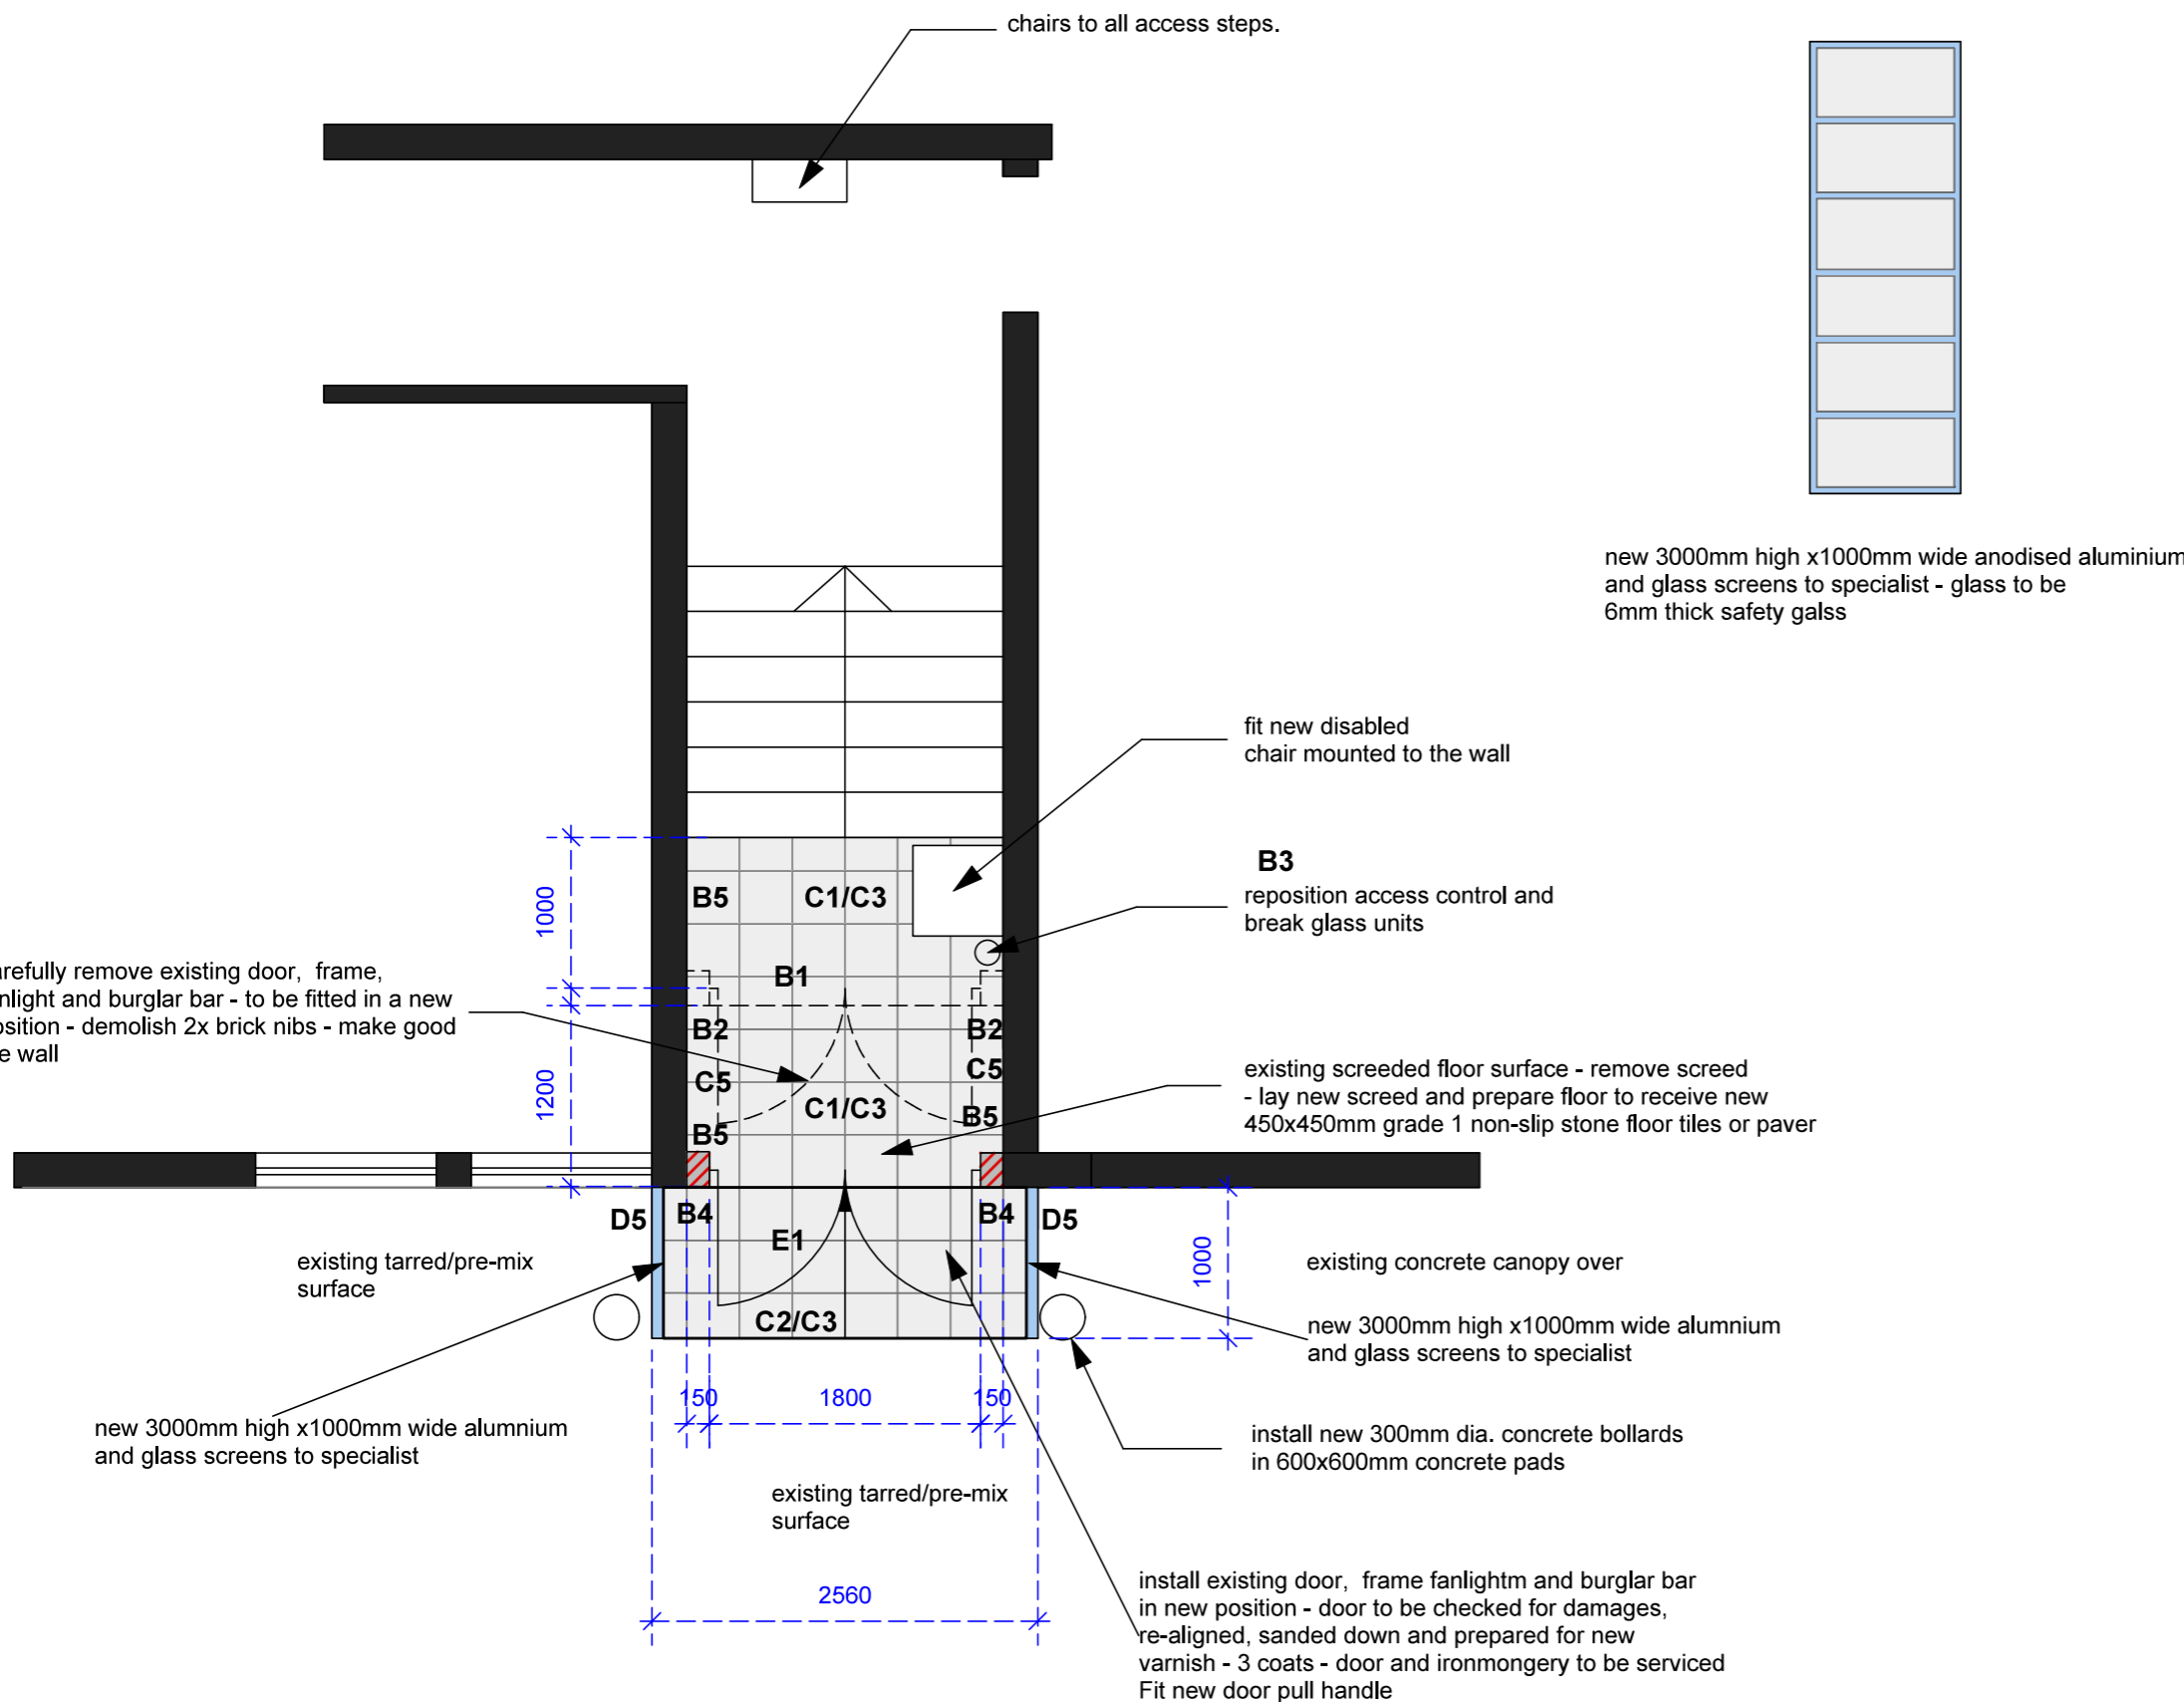 chairs to all access steps.
new 3000mm high x1000mm wide anodised aluminium
and glass screens to specialist - glass to be
6mm thick safety galss
fit new disabled
chair mounted to the wall
B3
reposition access control and
break glass units
B5
C1/C3
1000
B1
arefully remove existing door, frame,
nlight and burglar bar - to be fitted in a new
osition - demolish 2x brick nibs - make good
e wall
B2
B2
C5
C5
1200
C1/C3
B5
B5
existing screeded floor surface - remove screed
- lay new screed and prepare floor to receive new
450x450mm grade 1 non-slip stone floor tiles or paver
D5
B4
E1
B4
D5
C2/C3
1000
existing tarred/pre-mix
surface
existing concrete canopy over
new 3000mm high x1000mm wide alumnium
and glass screens to specialist
150
1800
150
new 3000mm high x1000mm wide alumnium
and glass screens to specialist
install new 300mm dia. concrete bollards
in 600x600mm concrete pads
existing tarred/pre-mix
surface
2560
install existing door, frame fanlightm and burglar bar
in new position - door to be checked for damages,
re-aligned, sanded down and prepared for new
varnish - 3 coats - door and ironmongery to be serviced
Fit new door pull handle